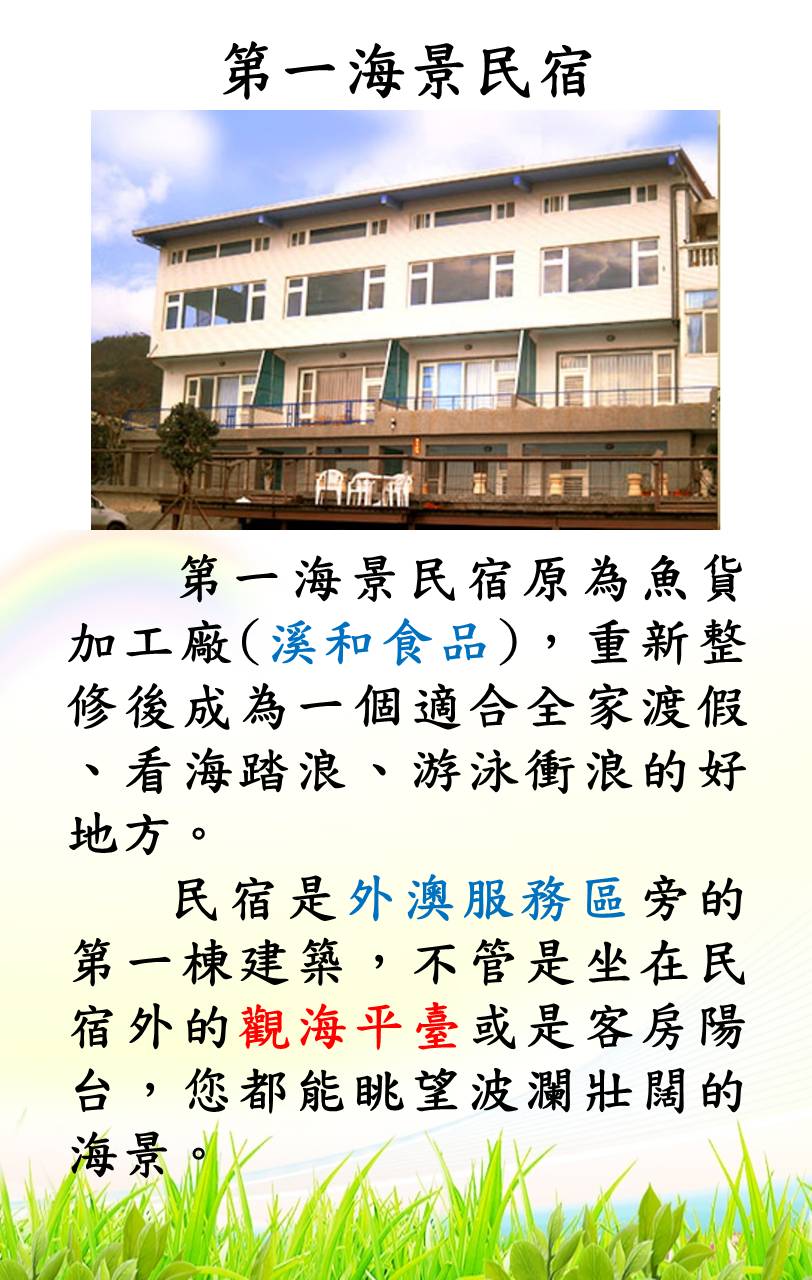 第一海景民宿
第一海景民宿原為魚貨
加工廠(溪和食品)，重新整
修後成為一個適合全家渡假
、看海踏浪、游泳衝浪的好
地方。
民宿是外澳服務區旁的
第一棟建築，不管是坐在民
宿外的觀海平臺或是客房陽
台，您都能眺望波瀾壯闊的
海景。